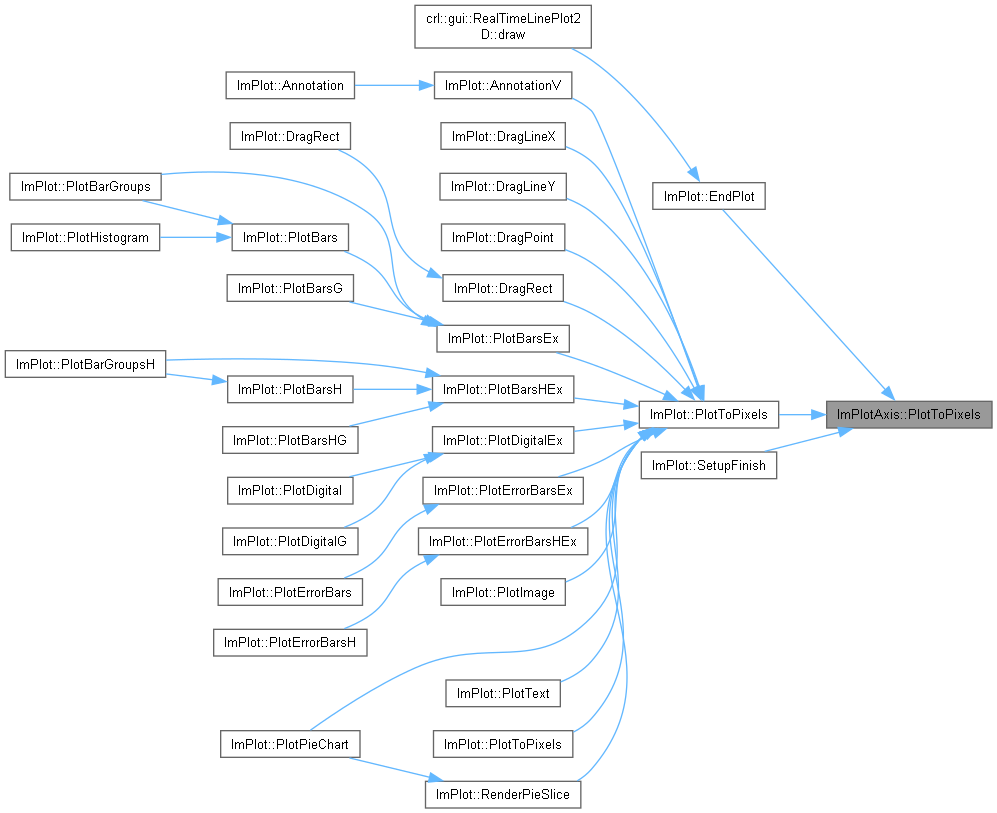 crl::gui::RealTimeLinePlot2
D::draw
ImPlot::Annotation
ImPlot::AnnotationV
ImPlot::DragRect
ImPlot::DragLineX
ImPlot::PlotBarGroups
ImPlot::DragLineY
ImPlot::EndPlot
ImPlot::PlotHistogram
ImPlot::PlotBars
ImPlot::DragPoint
ImPlot::PlotBarsG
ImPlot::DragRect
ImPlot::PlotBarsEx
ImPlot::PlotBarGroupsH
ImPlot::PlotBarsH
ImPlot::PlotBarsHEx
ImPlot::PlotToPixels
ImPlotAxis::PlotToPixels
ImPlot::PlotBarsHG
ImPlot::PlotDigitalEx
ImPlot::SetupFinish
ImPlot::PlotDigital
ImPlot::PlotErrorBarsEx
ImPlot::PlotDigitalG
ImPlot::PlotErrorBarsHEx
ImPlot::PlotErrorBars
ImPlot::PlotImage
ImPlot::PlotErrorBarsH
ImPlot::PlotText
ImPlot::PlotPieChart
ImPlot::PlotToPixels
ImPlot::RenderPieSlice